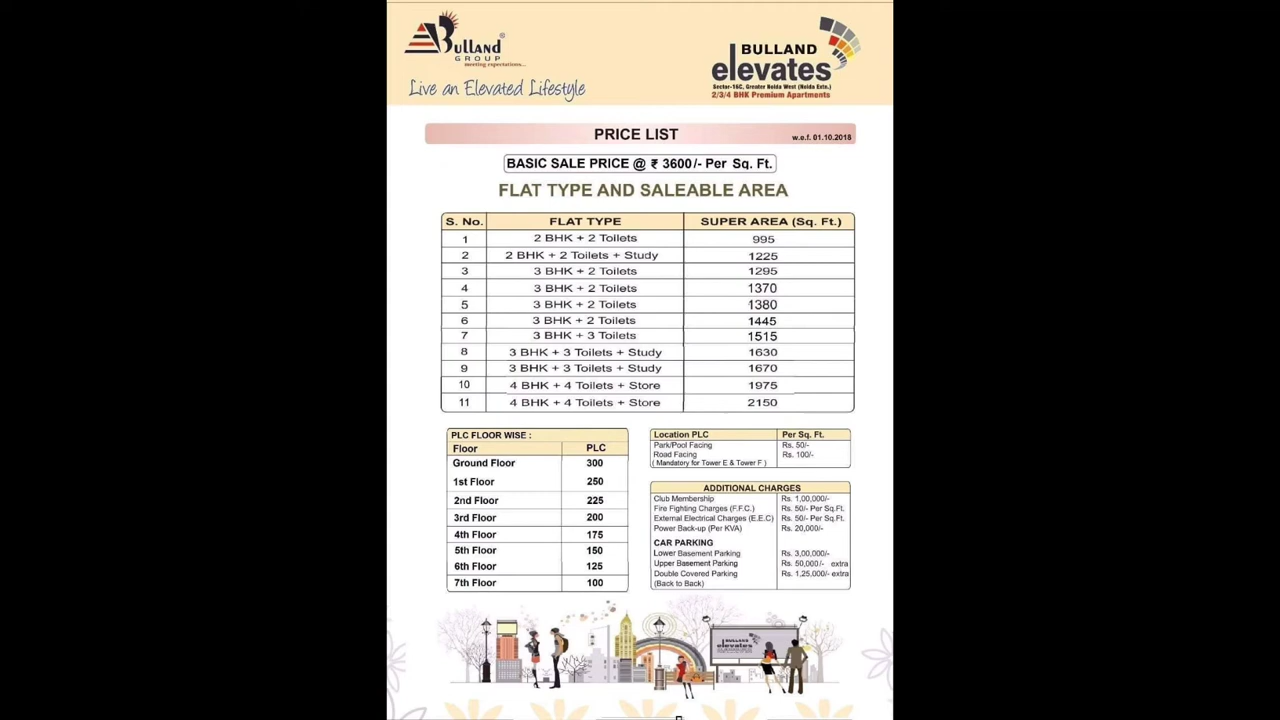 Bulland®
GROUP
meeting expectations...
Live an Elevated Lifestyle
BULLAND
elevates
Sector-16C, Greater Noida West (Noida Extn.)
2/3/4 BHK Premium Apartments
PRICE LIST
w.o.f. 01.10.2018
BASIC SALE PRICE @ ₹ 3600/- Per Sq. Ft.
FLAT TYPE AND SALEABLE AREA
S. No. FLAT TYPE SUPER AREA (Sq. Ft.)
1 2 BHK + 2 Toilets 995
2 2 BHK + 2 Toilets + Study 1225
3 3 BHK + 2 Toilets 1295
4 3 BHK + 2 Toilets 1370
5 3 BHK + 2 Toilets 1380
6 3 BHK + 2 Toilets 1445
7 3 BHK + 3 Toilets 1515
8 3 BHK + 3 Toilets + Study 1630
9 3 BHK + 3 Toilets + Study 1670
10 4 BHK + 4 Toilets + Store 1975
11 4 BHK + 4 Toilets + Store 2150
PLC FLOOR WISE :
Floor PLC
Ground Floor 300
1st Floor 250
2nd Floor 225
3rd Floor 200
4th Floor 175
5th Floor 150
6th Floor 125
7th Floor 100
Location PLC Per Sq. Ft.
Park/Pool Facing Rs. 50/-
Road Facing Rs. 100/-
( Mandatory for Tower E & Tower F )
ADDITIONAL CHARGES
Club Membership Rs. 1,00,000/-
Fire Fighting Charges (F.F.C.) Rs. 50/- Per Sq.Ft.
External Electrical Charges (E.E.C) Rs. 50/- Per Sq.Ft.
Power Back-up (Per KVA) Rs. 20,000/-
CAR PARKING
Lower Basement Parking Rs. 3,00,000/-
Upper Basement Parking Rs. 50,000/- extra
Double Covered Parking Rs. 1,25,000/- extra
(Back to Back)
BULLAND
elevates